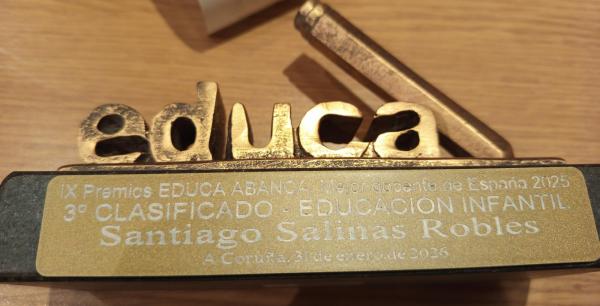 educa
IX Premios EDUCA ABANCA. Mejor docente de España 2025
3º CLASIFICADO - EDUCACIÓN INFANTIL
Santiago Salinas Robles
A Coruña, 31 de enero de 2026